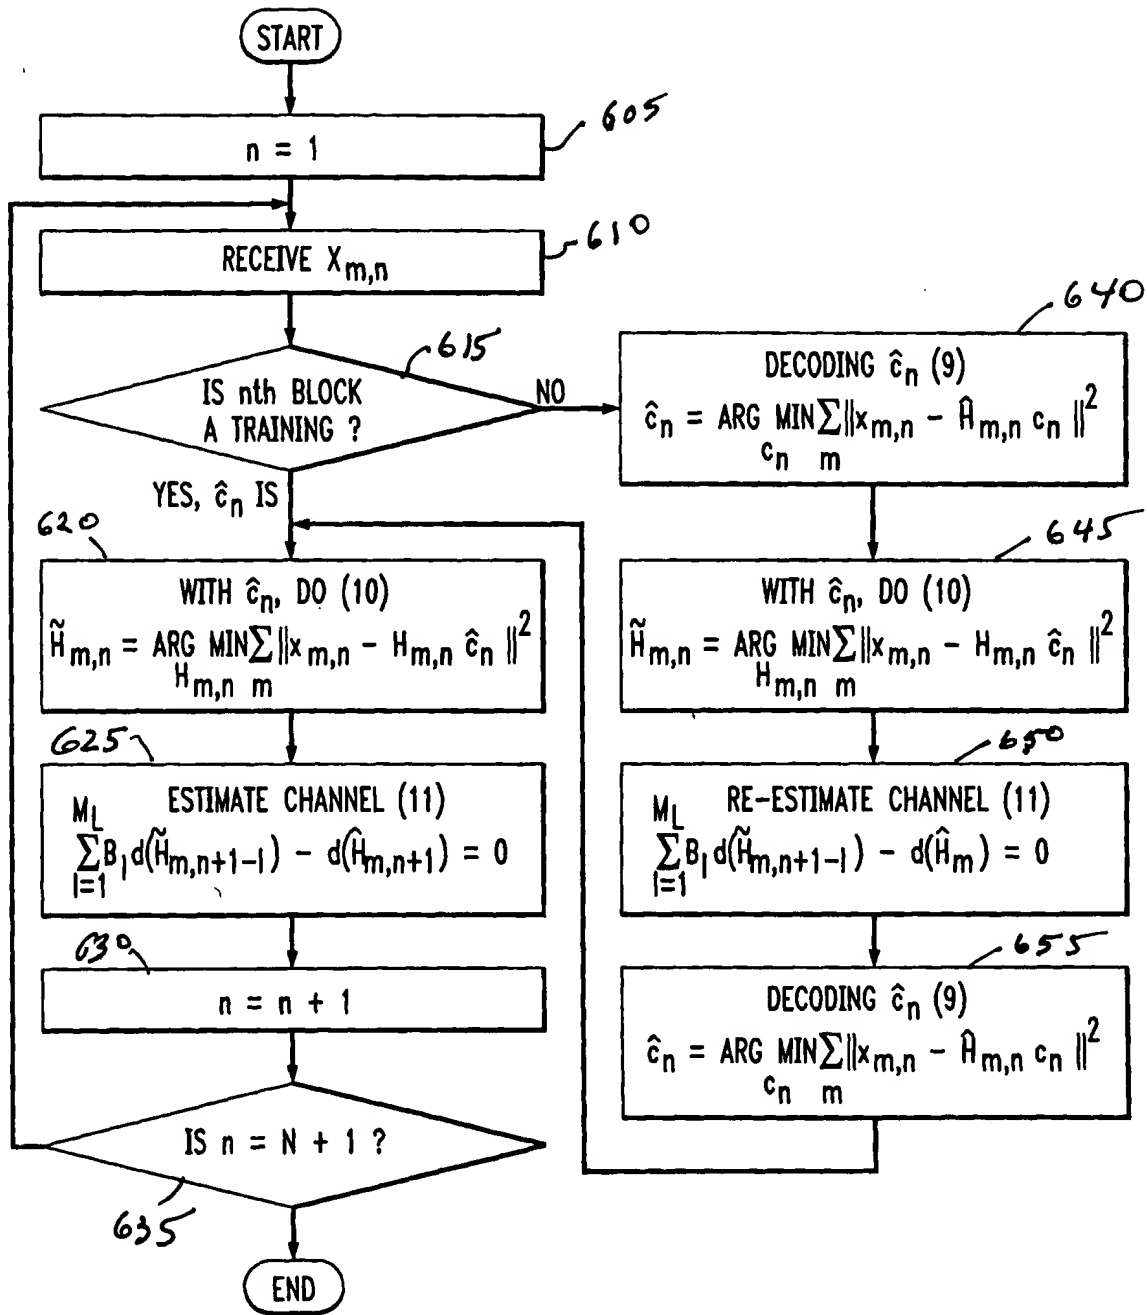 START
605
n = 1
610
RECEIVE X_{m,n}
615
IS nth BLOCK
A TRAINING ?
NO
YES, ĉ_n IS
620
WITH ĉ_n, DO (10)
H̃_{m,n} = ARG MIN ∑ ‖x_{m,n} - H_{m,n} ĉ_n ‖²
H_{m,n} m
625
ESTIMATE CHANNEL (11)
M_L
∑ B_l d(H̃_{m,n+1-l}) - d(Ĥ_{m,n+1}) = 0
l=1
630
n = n + 1
IS n = N + 1 ?
635
END
640
DECODING ĉ_n (9)
ĉ_n = ARG MIN ∑ ‖x_{m,n} - Ĥ_{m,n} c_n ‖²
c_n m
645
WITH ĉ_n, DO (10)
H̃_{m,n} = ARG MIN ∑ ‖x_{m,n} - H_{m,n} ĉ_n ‖²
H_{m,n} m
650
RE-ESTIMATE CHANNEL (11)
M_L
∑ B_l d(H̃_{m,n+1-l}) - d(Ĥ_m) = 0
l=1
655
DECODING ĉ_n (9)
ĉ_n = ARG MIN ∑ ‖x_{m,n} - Ĥ_{m,n} c_n ‖²
c_n m